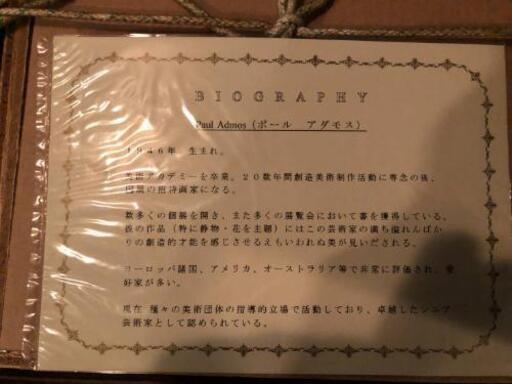 BIOGRAPHY
Paul Admos (ポール　アダモス)
1946年　生まれ。
美術アカデミーを卒業。20数年間創造美術制作活動に専念の後、
の招待画家になる。
数多くの個展を開き、また多くの展覧会において賞を獲得している。
彼の作品（特に静物・花を主題）にはこの芸術家の満ち溢れんばか
りの創造的才能を感じさせるえもいわれぬ美が見いだされる。
ヨーロッパ諸国、アメリカ、オーストラリア等で非常に評価され、愛
好家が多い。
現在 種々の美術団体の指導的立場で活動しており、卓越したシニア
芸術家として認められている。